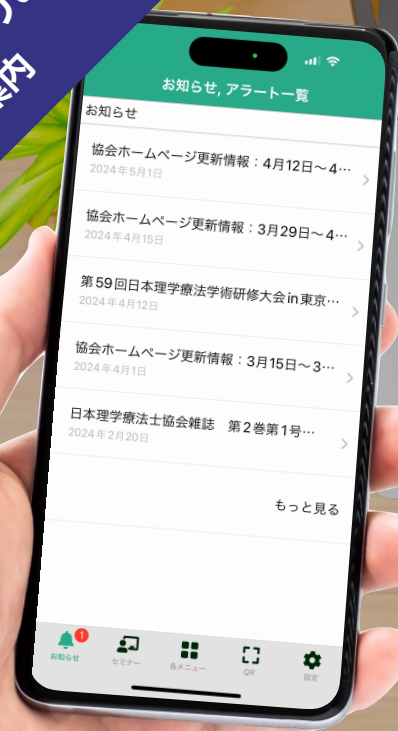 案内
お知らせ, アラート一覧
お知らせ
協会ホームページ更新情報：4月12日〜4…
2024年5月1日
協会ホームページ更新情報：3月29日〜4…
2024年4月15日
第59回日本理学療法学術研修大会in東京…
2024年4月12日
協会ホームページ更新情報：3月15日〜3…
2024年4月1日
日本理学療法士協会雑誌　第2巻第1号…
2024年2月20日
もっと見る
1
お知らせ
セミナー
各メニュー
QR
設定